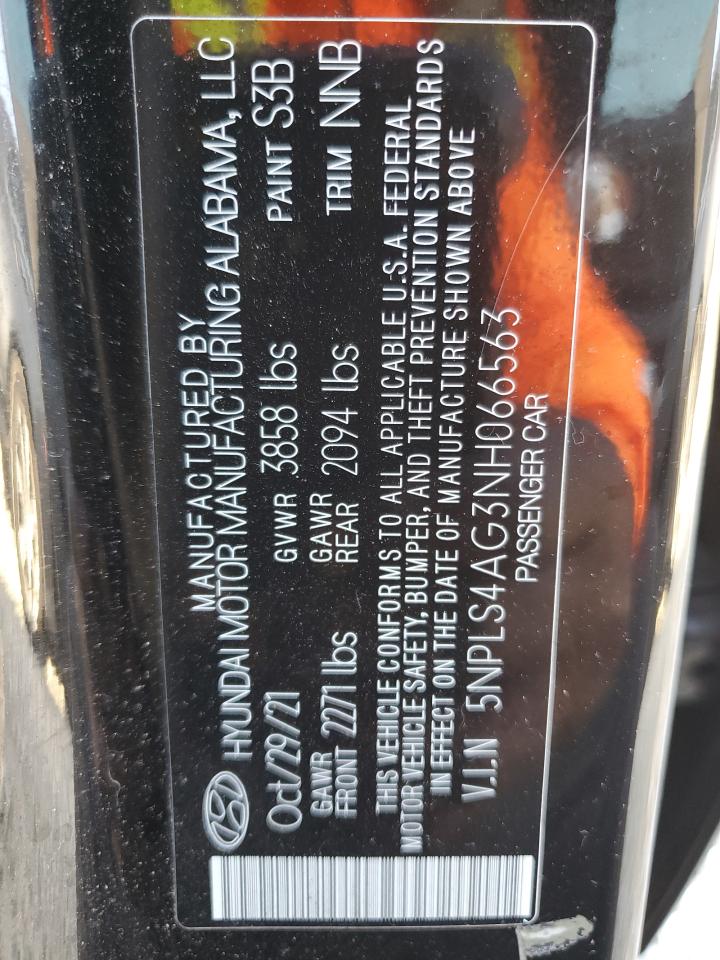 MANUFACTURED BY
HYUNDAI MOTOR MANUFACTURING ALABAMA, LLC
Oct/29/21 GVWR 3858 lbs PAINT S3B
GAWR FRONT 2271 lbs GAWR REAR 2094 lbs TRIM NNB
THIS VEHICLE CONFORMS TO ALL APPLICABLE U.S.A. FEDERAL
MOTOR VEHICLE SAFETY, BUMPER, AND THEFT PREVENTION STANDARDS
IN EFFECT ON THE DATE OF MANUFACTURE SHOWN ABOVE
V.I.N 5NPLS4AG3NH066563
PASSENGER CAR